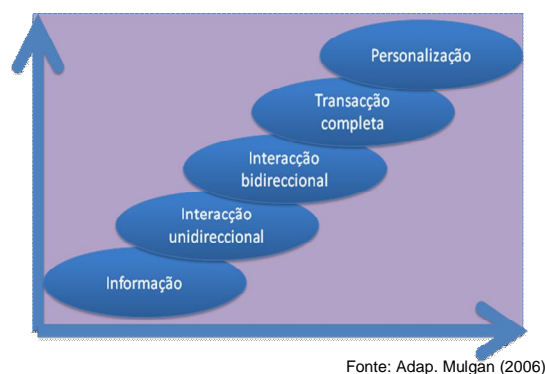 Personalização
Transacção
completa
Interacção
bidireccional
Interacção
unidireccional
Informação
Fonte: Adap. Mulgan (2006)